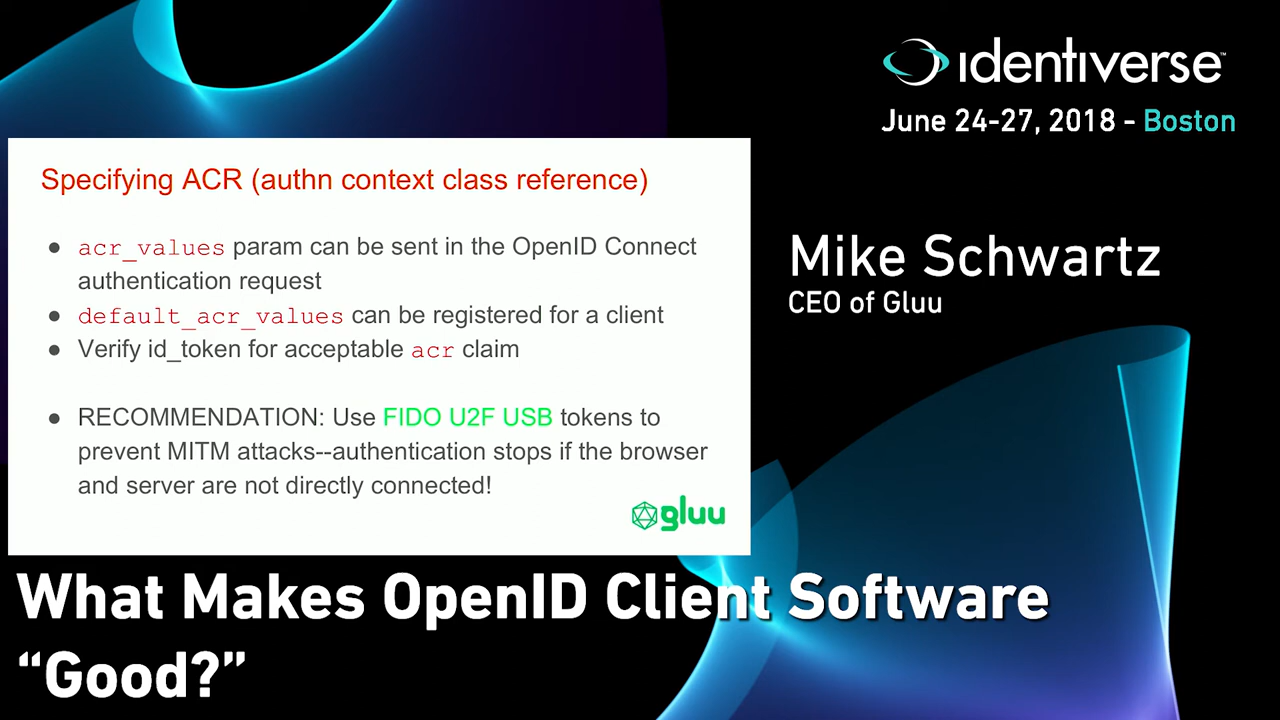 identiverse™
June 24-27, 2018 - Boston
Specifying ACR (authn context class reference)
● acr_values param can be sent in the OpenID Connect
authentication request
● default_acr_values can be registered for a client
● Verify id_token for acceptable acr claim
● RECOMMENDATION: Use FIDO U2F USB tokens to
prevent MITM attacks--authentication stops if the browser
and server are not directly connected!
gluu
Mike Schwartz
CEO of Gluu
What Makes OpenID Client Software
“Good?”